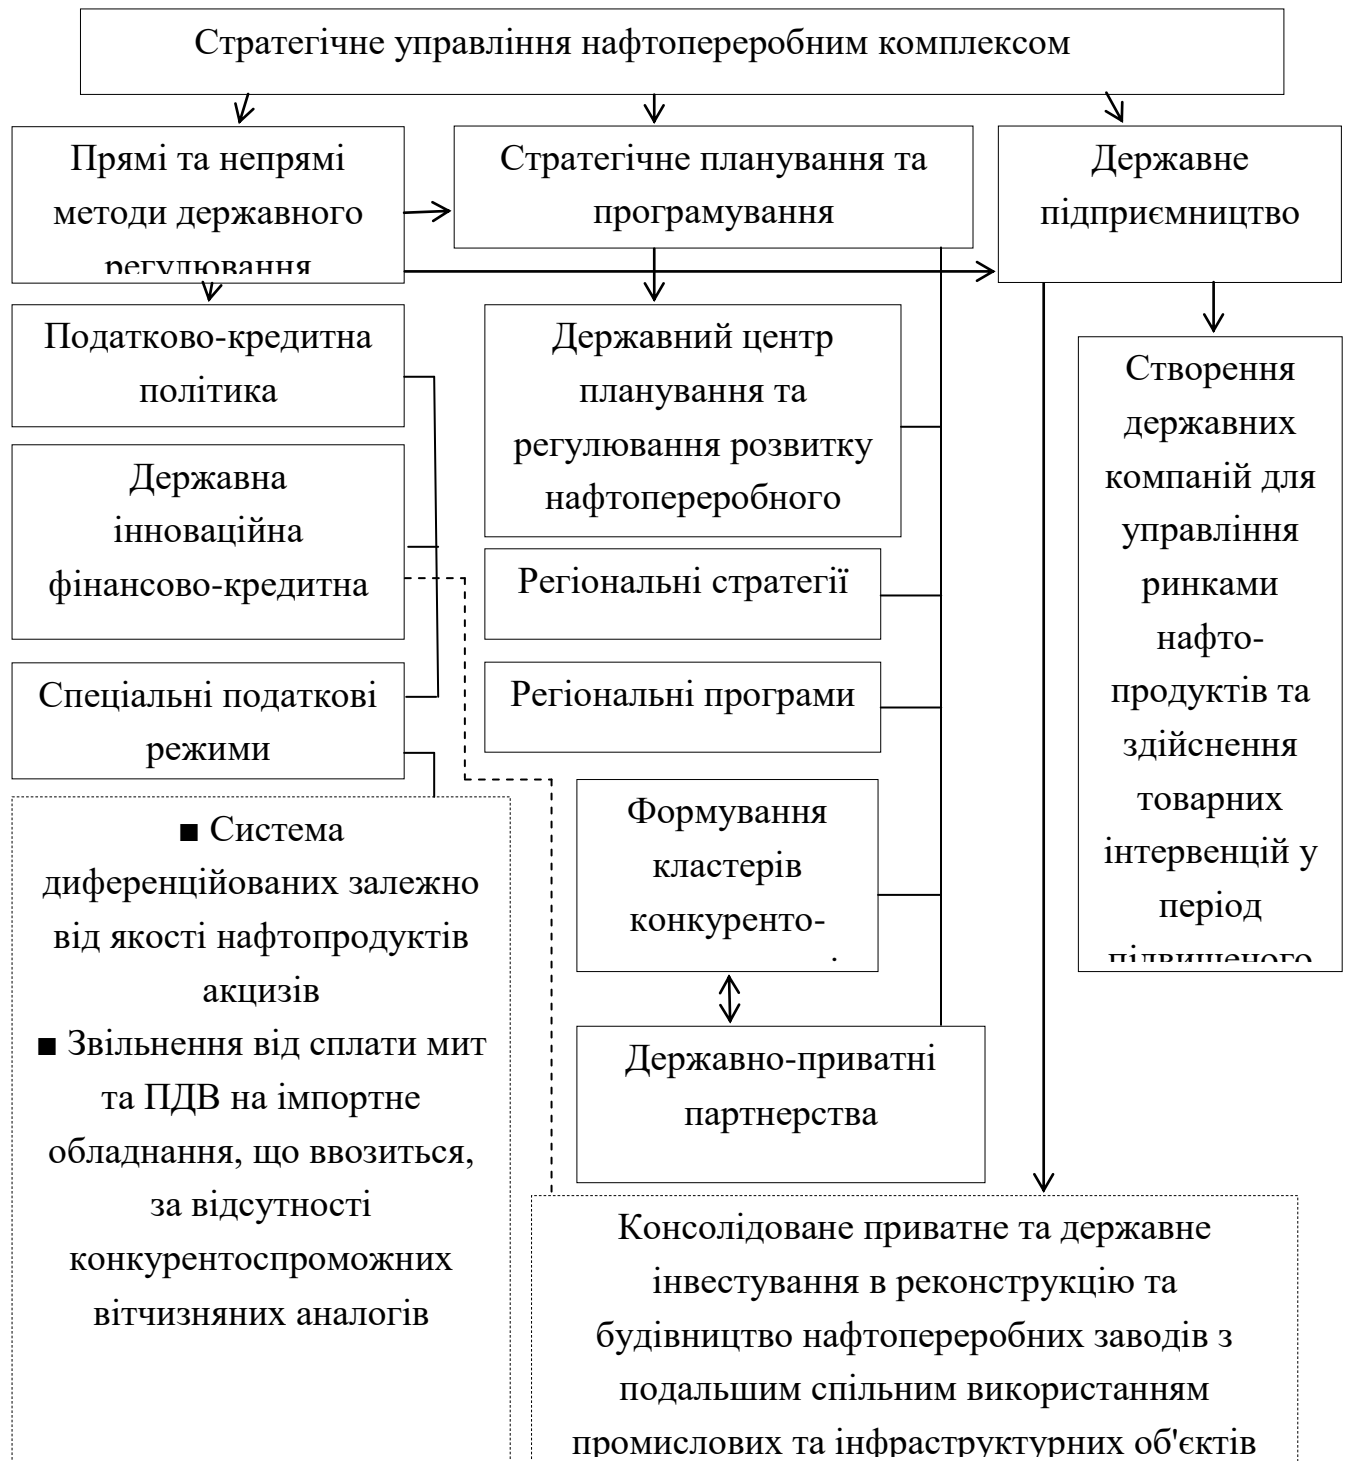 Стратегічне управління нафтопереробним комплексом
Прямі та непрямі
методи державного
регулювання
Стратегічне планування та
програмування
Державне
підприємництво
Податково-кредитна
політика
Державна
інноваційна
фінансово-кредитна
Спеціальні податкові
режими
■ Система
диференційованих залежно
від якості нафтопродуктів
акцизів
■ Звільнення від сплати мит
та ПДВ на імпортне
обладнання, що ввозиться,
за відсутності
конкурентоспроможних
вітчизняних аналогів
Державний центр
планування та
регулювання розвитку
нафтопереробного
Регіональні стратегії
Регіональні програми
Формування
кластерів
конкуренто-
Державно-приватні
партнерства
Створення
державних
компаній для
управління
ринками
нафто-
продуктів та
здійснення
товарних
інтервенцій у
період
підвищеного
Консолідоване приватне та державне
інвестування в реконструкцію та
будівництво нафтопереробних заводів з
подальшим спільним використанням
промислових та інфраструктурних об'єктів